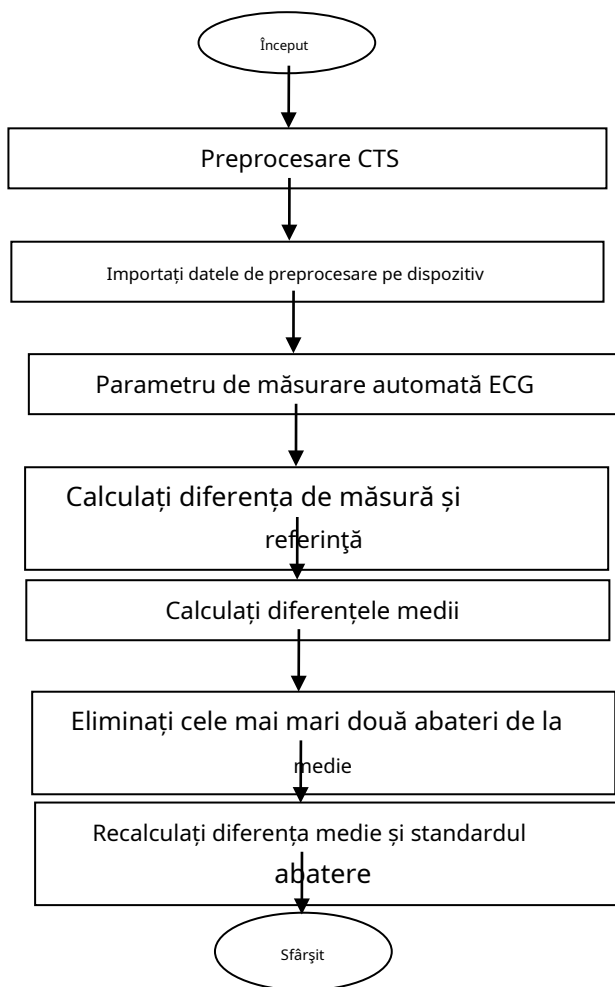 Început
Preprocesare CTS
Importați datele de preprocesare pe dispozitiv
Parametru de măsurare automată ECG
Calculați diferența de măsură și
referinţă
Calculați diferențele medii
Eliminați cele mai mari două abateri de la
medie
Recalculați diferența medie și standardul
abatere
Sfârşit